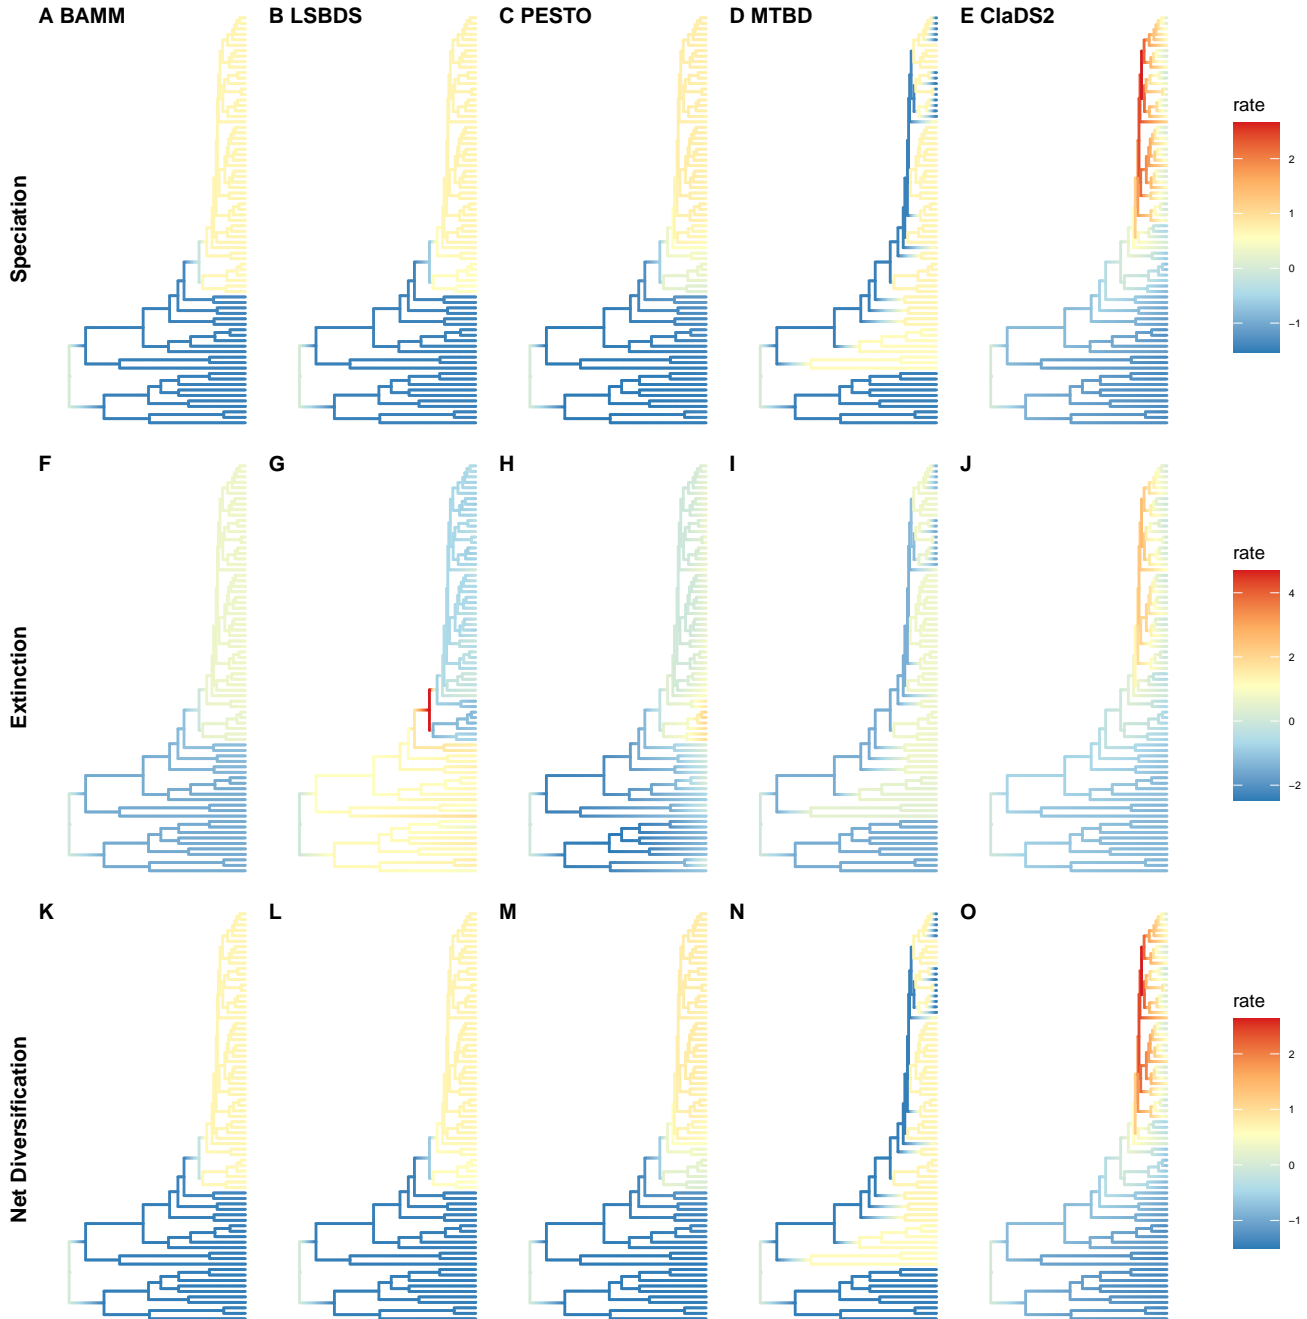 A BAMM
B LSBDS
C PESTO
D MTBD
E ClaDS2
Speciation
rate
2
1
0
−1
F
G
H
I
J
Extinction
rate
4
2
0
−2
K
L
M
N
O
Net Diversification
rate
2
1
0
−1